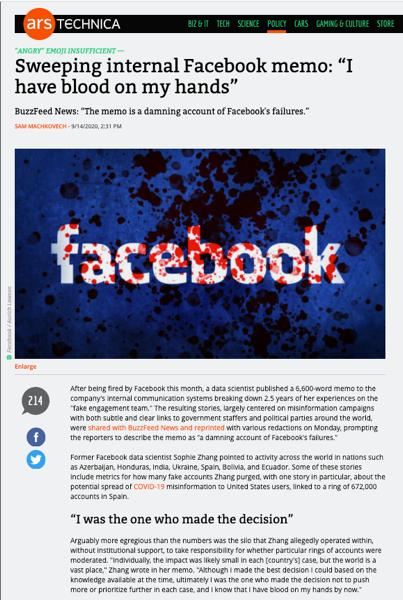 ars TECHNICA
BIZ & IT TECH SCIENCE POLICY CARS GAMING & CULTURE STORE
"ANGRY" EMOJI INSUFFICIENT —
Sweeping internal Facebook memo: “I
have blood on my hands”
BuzzFeed News: "The memo is a damning account of Facebook's failures."
SAM MACHKOVECH - 9/14/2020, 2:31 PM
facebook
Facebook / Aurich Lawson
Enlarge
214
After being fired by Facebook this month, a data scientist published a 6,600-word memo to the
company's internal communication systems breaking down 2.5 years of her experiences on the
"fake engagement team." The resulting stories, largely centered on misinformation campaigns
with both subtle and clear links to government staffers and political parties around the world,
were shared with BuzzFeed News and reprinted with various redactions on Monday, prompting
the reporters to describe the memo as "a damning account of Facebook's failures."
Former Facebook data scientist Sophie Zhang pointed to activity across the world in nations such
as Azerbaijan, Honduras, India, Ukraine, Spain, Bolivia, and Ecuador. Some of these stories
include metrics for how many fake accounts Zhang purged, with one story in particular, about the
potential spread of COVID-19 misinformation to United States users, linked to a ring of 672,000
accounts in Spain.
“I was the one who made the decision”
Arguably more egregious than the numbers was the silo that Zhang allegedly operated within,
without institutional support, to take responsibility for whether particular rings of accounts were
moderated. "Individually, the impact was likely small in each [country's] case, but the world is a
vast place," Zhang wrote in her memo. "Although I made the best decision I could based on the
knowledge available at the time, ultimately I was the one who made the decision not to push
more or prioritize further in each case, and I know that I have blood on my hands by now."